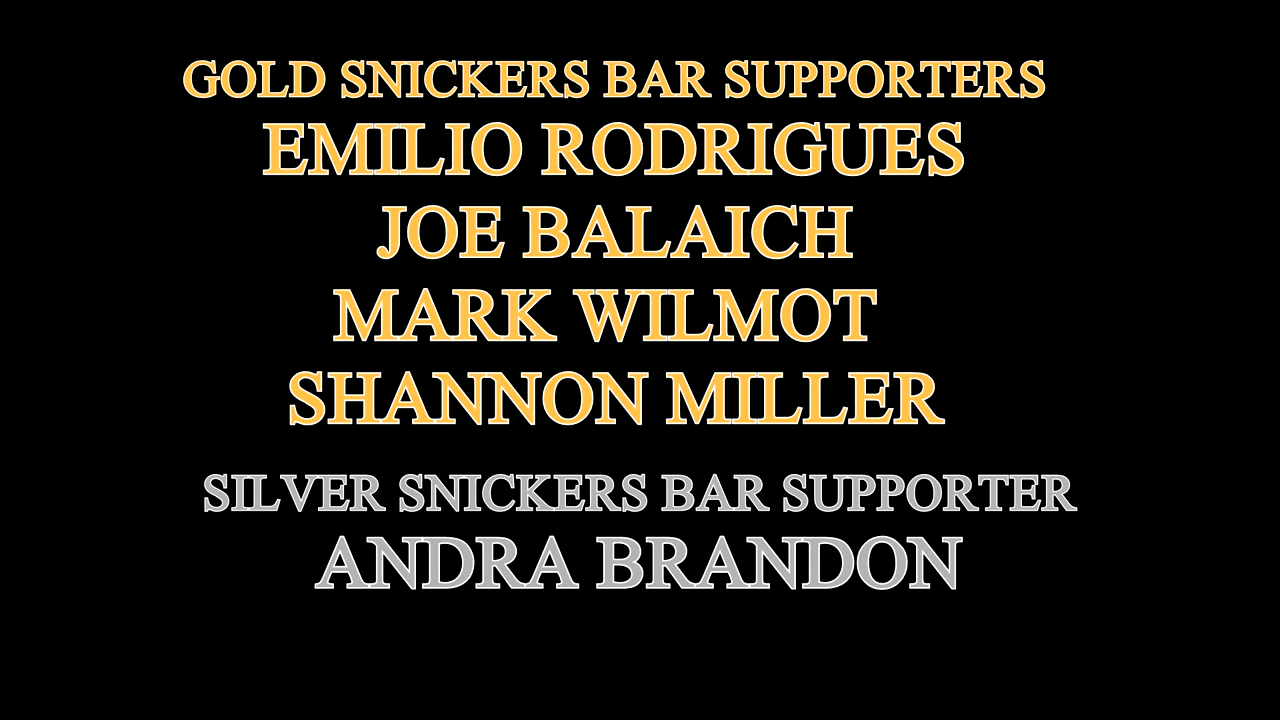 GOLD SNICKERS BAR SUPPORTERS
EMILIO RODRIGUES
JOE BALAICH
MARK WILMOT
SHANNON MILLER
SILVER SNICKERS BAR SUPPORTER
ANDRA BRANDON